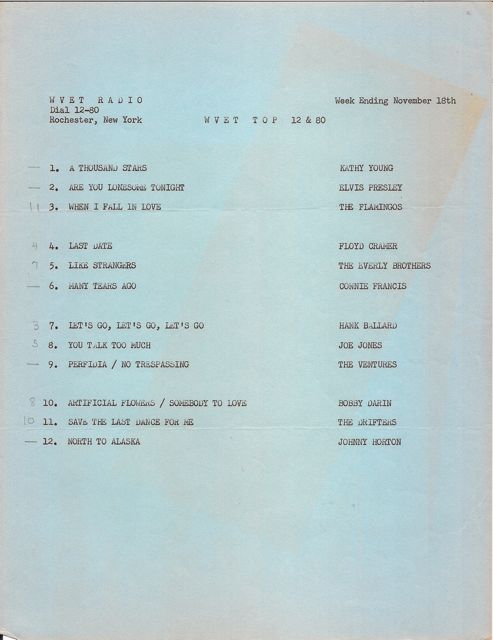 W V E T  R A D I O    Week Ending November 18th
Dial 12-80
Rochester, New York    W V E T  T O P  12 & 80
— 1. A THOUSAND STARS    KATHY YOUNG
— 2. ARE YOU LONESOME TONIGHT    ELVIS PRESLEY
11 3. WHEN I FALL IN LOVE    THE FLAMINGOS
4 4. LAST DATE    FLOYD CRAMER
7 5. LIKE STRANGERS    THE EVERLY BROTHERS
— 6. MANY TEARS AGO    CONNIE FRANCIS
3 7. LET'S GO, LET'S GO, LET'S GO    HANK BALLARD
5 8. YOU TALK TOO MUCH    JOE JONES
— 9. PERFIDIA / NO TRESPASSING    THE VENTURES
8 10. ARTIFICIAL FLOWERS / SOMEBODY TO LOVE    BOBBY DARIN
10 11. SAVE THE LAST DANCE FOR ME    THE DRIFTERS
— 12. NORTH TO ALASKA    JOHNNY HORTON